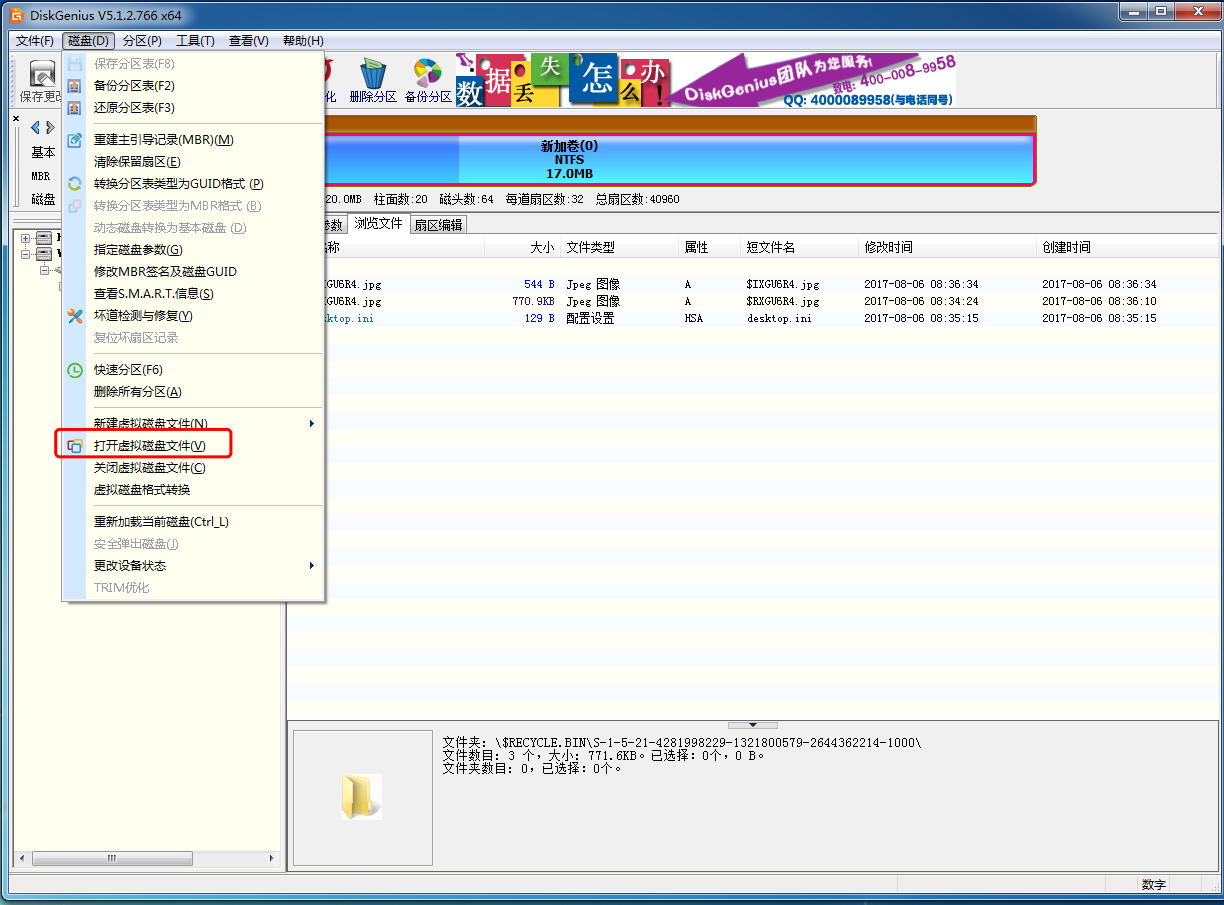 DiskGenius V5.1.2.766 x64
文件(F) 磁盘(D) 分区(P) 工具(T) 查看(V) 帮助(H)
保存更改
删除分区 备份分区
数据丢失怎么办!
DiskGenius团队为您服务!
致电: 400-008-9958
QQ: 4000089958(与电话同号)
保存分区表(F8)
备份分区表(F2)
还原分区表(F3)
重建主引导记录(MBR)(M)
清除保留扇区(E)
转换分区表类型为GUID格式 (P)
转换分区表类型为MBR格式 (B)
动态磁盘转换为基本磁盘 (D)
指定磁盘参数(G)
修改MBR签名及磁盘GUID
查看S.M.A.R.T.信息(S)
坏道检测与修复(Y)
复位坏扇区记录
快速分区(F6)
删除所有分区(A)
新建虚拟磁盘文件(N)
打开虚拟磁盘文件(V)
关闭虚拟磁盘文件(C)
虚拟磁盘格式转换
重新加载当前磁盘(Ctrl_L)
安全弹出磁盘(J)
更改设备状态
TRIM优化
基本
MBR
磁盘
新加卷(0)
NTFS
17.0MB
20.0MB 柱面数:20 磁头数:64 每道扇区数:32 总扇区数:40960
参数 浏览文件 扇区编辑
称 大小 文件类型 属性 短文件名 修改时间 创建时间
XGU6R4.jpg 544 B Jpeg 图像 A $IXGU6R4.jpg 2017-08-06 08:36:34 2017-08-06 08:36:34
XGU6R4.jpg 770.9KB Jpeg 图像 A $RXGU6R4.jpg 2017-08-06 08:34:24 2017-08-06 08:36:10
sktop.ini 129 B 配置设置 HSA desktop.ini 2017-08-06 08:35:15 2017-08-06 08:35:15
文件夹: \$RECYCLE.BIN\S-1-5-21-4281998229-1321800579-2644362214-1000\
文件数目: 3 个，大小: 771.6KB。已选择: 0个，0 B。
文件夹数目: 0，已选择: 0个。
数字